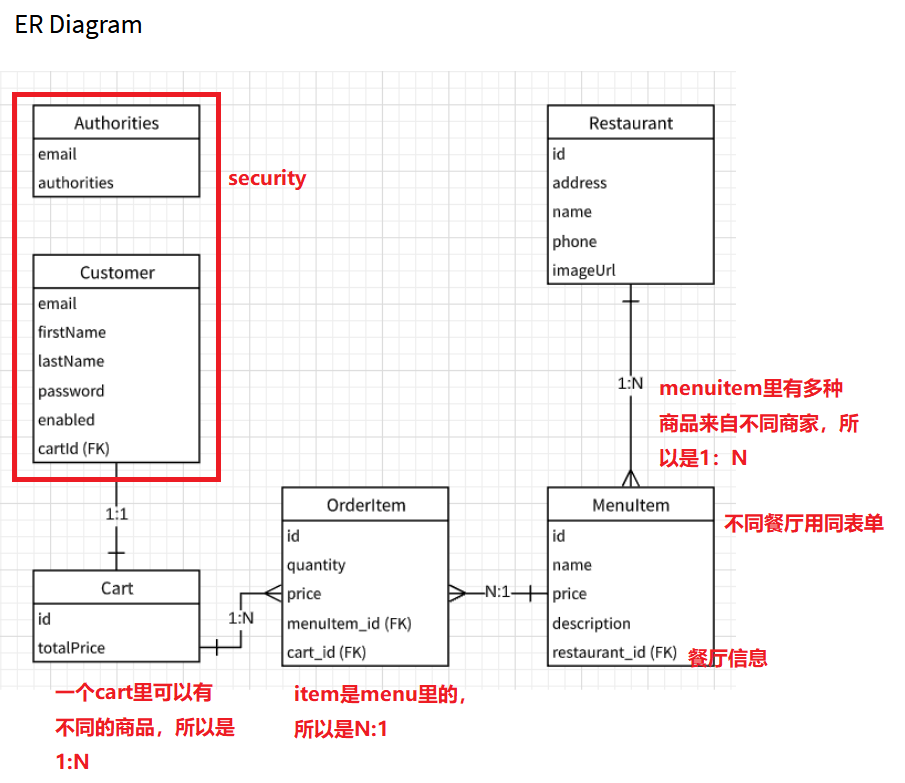 ER Diagram
Authorities
email
authorities
security
Customer
email
firstName
lastName
password
enabled
cartId (FK)
1:1
Cart
id
totalPrice
1:N
一个cart里可以有
不同的商品，所以是
1:N
OrderItem
id
quantity
price
menuItem_id (FK)
cart_id (FK)
item是menu里的，
所以是N:1
N:1
Restaurant
id
address
name
phone
imageUrl
1:N
menuitem里有多种
商品来自不同商家，所
以是1：N
MenuItem
id
name
price
description
restaurant_id (FK)
不同餐厅用同表单
餐厅信息